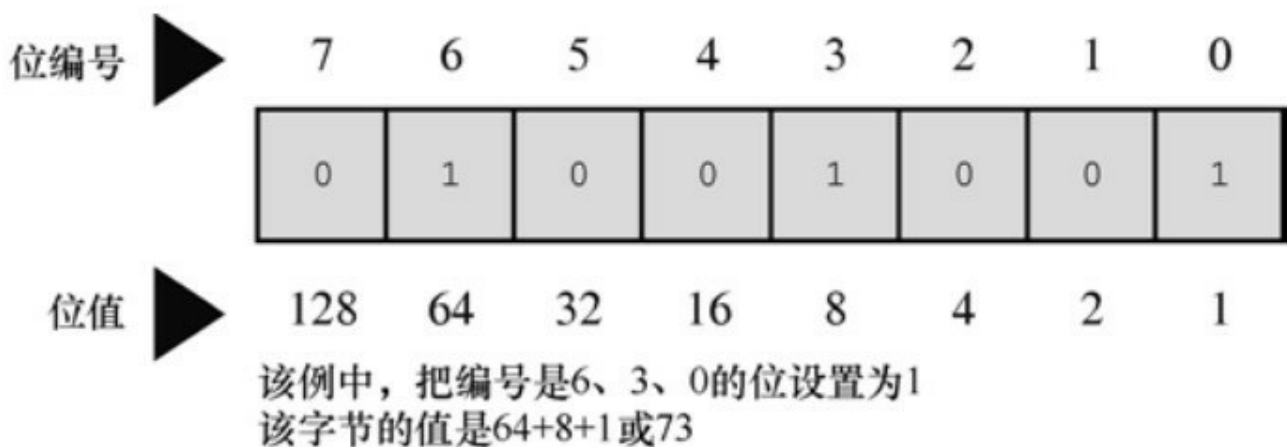 位编号 7 6 5 4 3 2 1 0
0 1 0 0 1 0 0 1
位值 128 64 32 16 8 4 2 1
该例中，把编号是6、3、0的位设置为1
该字节的值是64+8+1或73